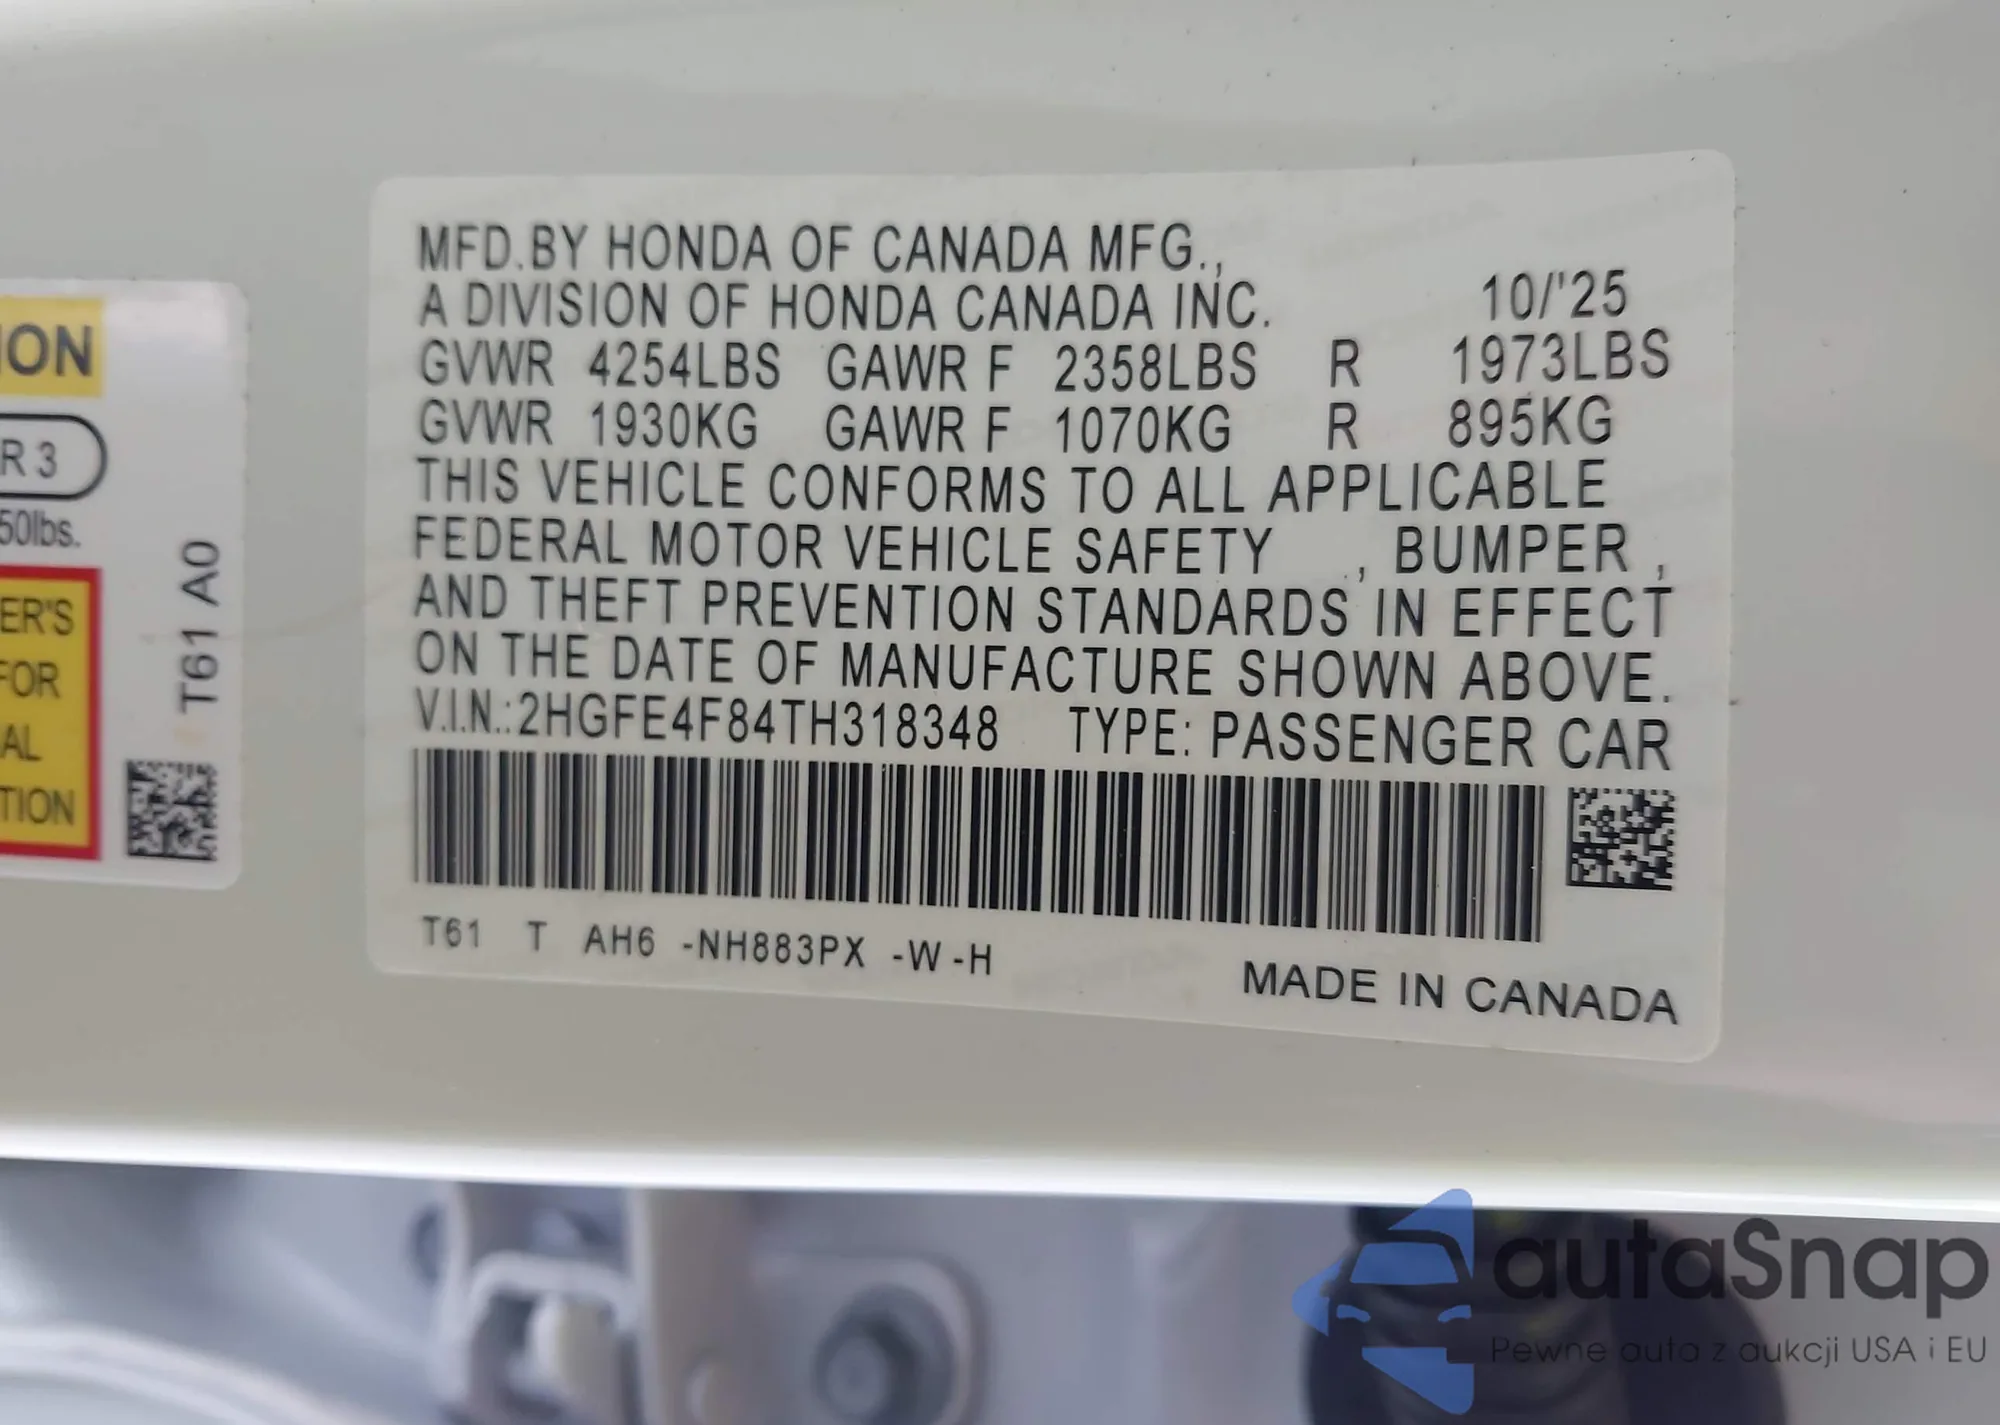 ION
R 3
50lbs.
ER'S
FOR
AL
TION
T61 A0
MFD.BY HONDA OF CANADA MFG.,
A DIVISION OF HONDA CANADA INC. 10/'25
GVWR 4254LBS GAWR F 2358LBS R 1973LBS
GVWR 1930KG GAWR F 1070KG R 895KG
THIS VEHICLE CONFORMS TO ALL APPLICABLE
FEDERAL MOTOR VEHICLE SAFETY , BUMPER ,
AND THEFT PREVENTION STANDARDS IN EFFECT
ON THE DATE OF MANUFACTURE SHOWN ABOVE.
V.I.N.:2HGFE4F84TH318348 TYPE: PASSENGER CAR
T61 T AH6 -NH883PX -W -H
MADE IN CANADA
autaSnap
Pewne auta z aukcji USA i EU